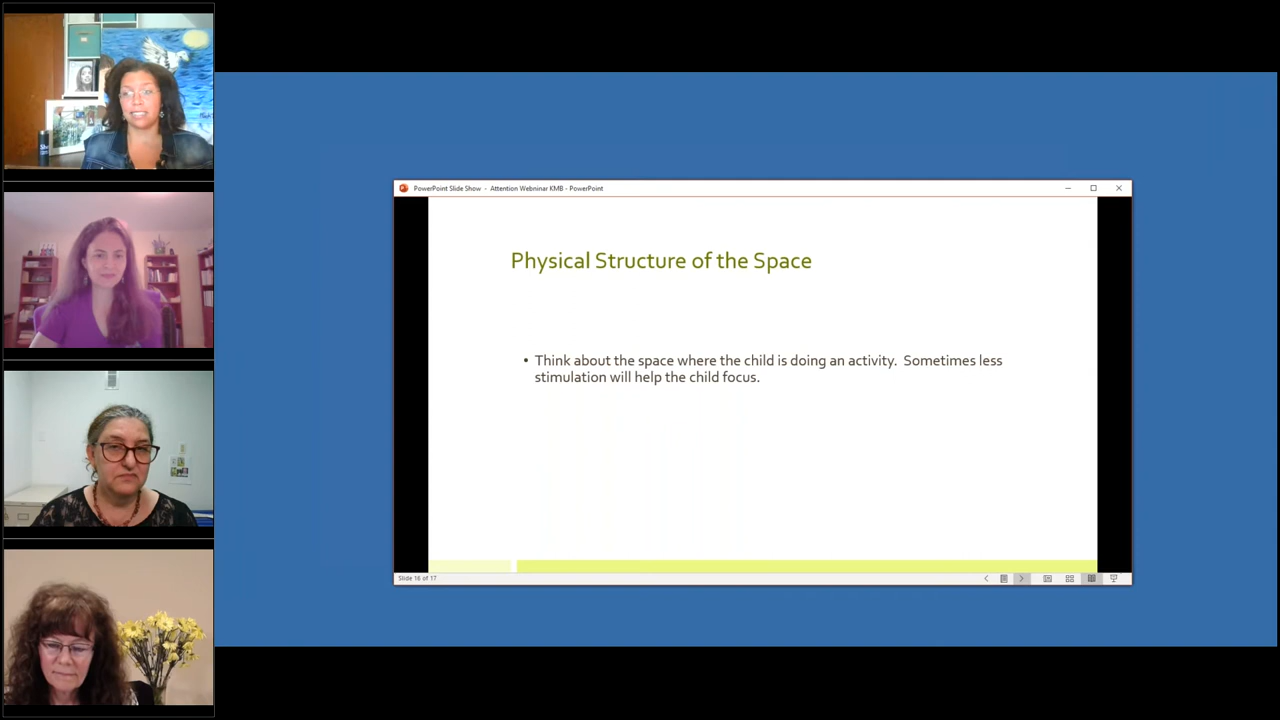 PowerPoint Slide Show - Attention Webninar KMB - PowerPoint
Physical Structure of the Space
• Think about the space where the child is doing an activity. Sometimes less
stimulation will help the child focus.
Slide 16 of 17